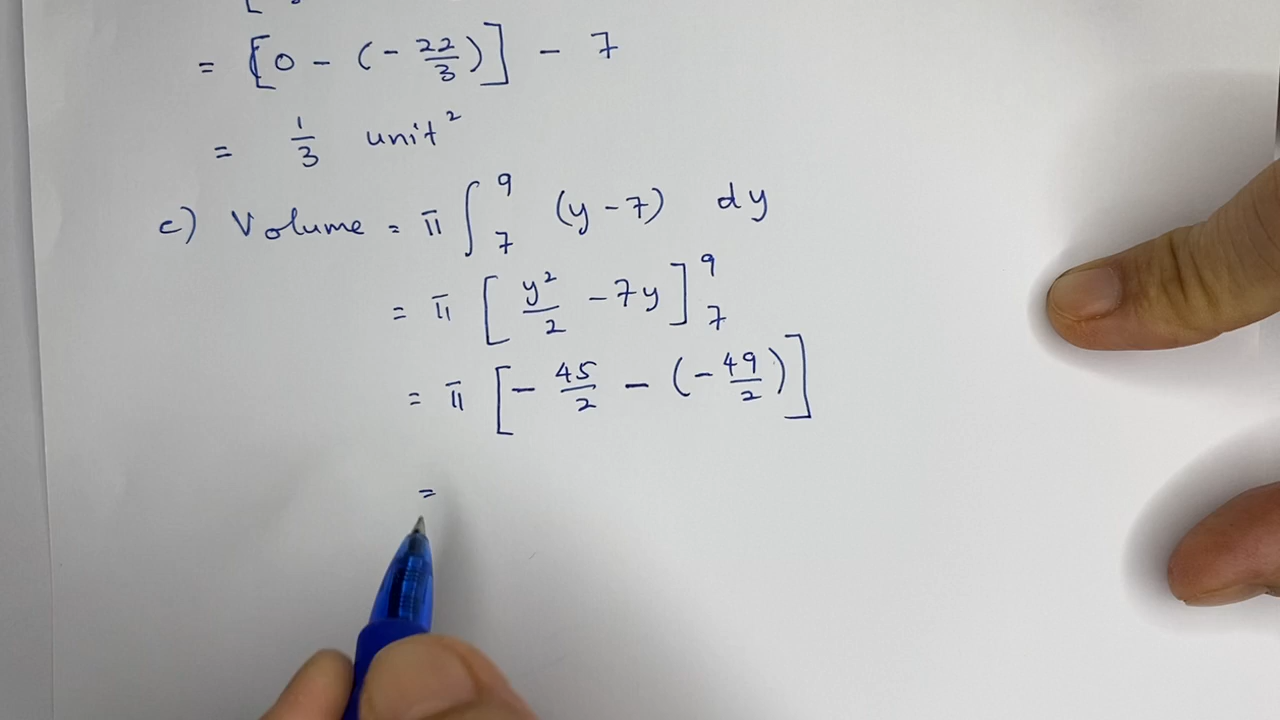 = [0 - (- 22/3)] - 7
= 1/3 unit²
c) Volume = π ∫₇⁹ (y - 7) dy
= π [y²/2 - 7y]₇⁹
= π [- 45/2 - (- 49/2)]
=